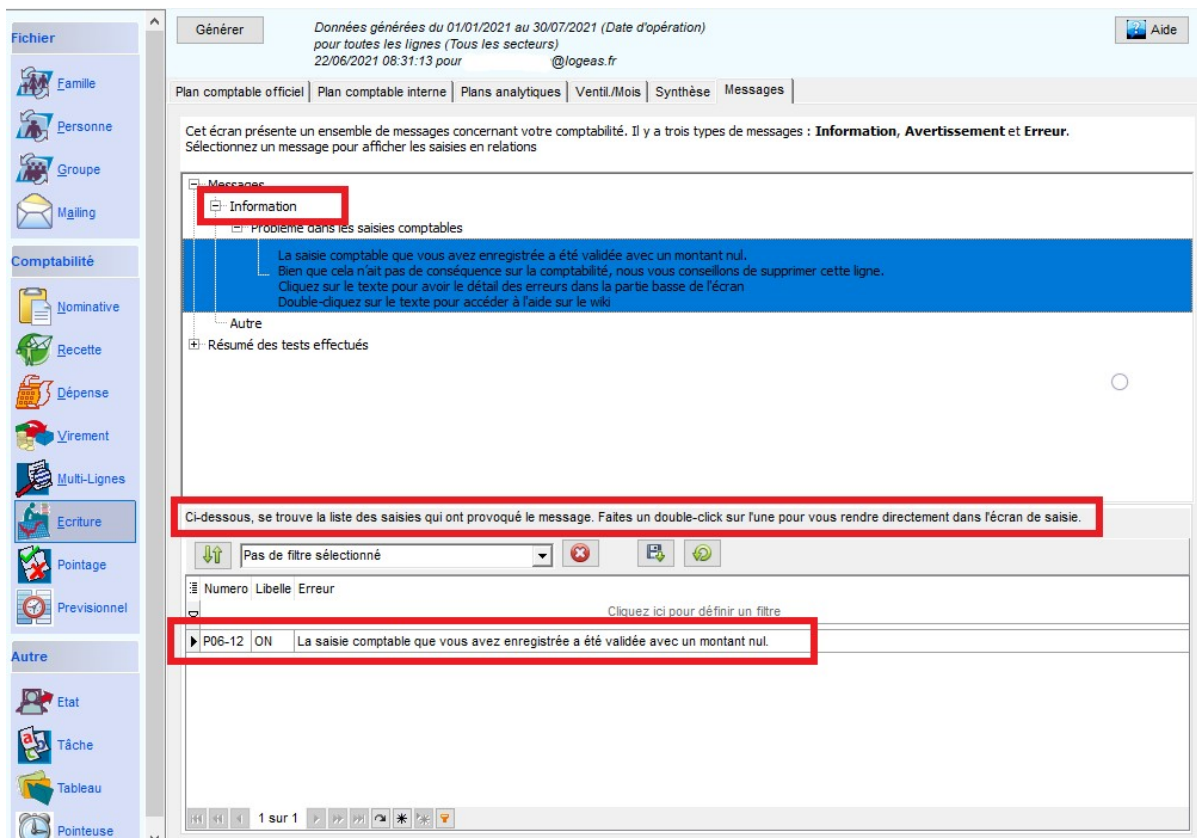 Fichier
Famille
Personne
Groupe
Mailing
Comptabilité
Nominative
Recette
Dépense
Virement
Multi-Lignes
Ecriture
Pointage
Previsionnel
Autre
Etat
Tâche
Tableau
Pointeuse
Générer
Données générées du 01/01/2021 au 30/07/2021 (Date d'opération)
pour toutes les lignes (Tous les secteurs)
22/06/2021 08:31:13 pour @logeas.fr
Aide
Plan comptable officiel Plan comptable interne Plans analytiques Ventil./Mois Synthèse Messages
Cet écran présente un ensemble de messages concernant votre comptabilité. Il y a trois types de messages : Information, Avertissement et Erreur.
Sélectionnez un message pour afficher les saisies en relations
Messages
Information
Problème dans les saisies comptables
La saisie comptable que vous avez enregistrée a été validée avec un montant nul.
Bien que cela n'ait pas de conséquence sur la comptabilité, nous vous conseillons de supprimer cette ligne.
Cliquez sur le texte pour avoir le détail des erreurs dans la partie basse de l'écran
Double-cliquez sur le texte pour accéder à l'aide sur le wiki
Autre
Résumé des tests effectués
Ci-dessous, se trouve la liste des saisies qui ont provoqué le message. Faites un double-click sur l'une pour vous rendre directement dans l'écran de saisie.
Pas de filtre sélectionné
Numero Libelle Erreur
Cliquez ici pour définir un filtre
P06-12 ON La saisie comptable que vous avez enregistrée a été validée avec un montant nul.
1 sur 1